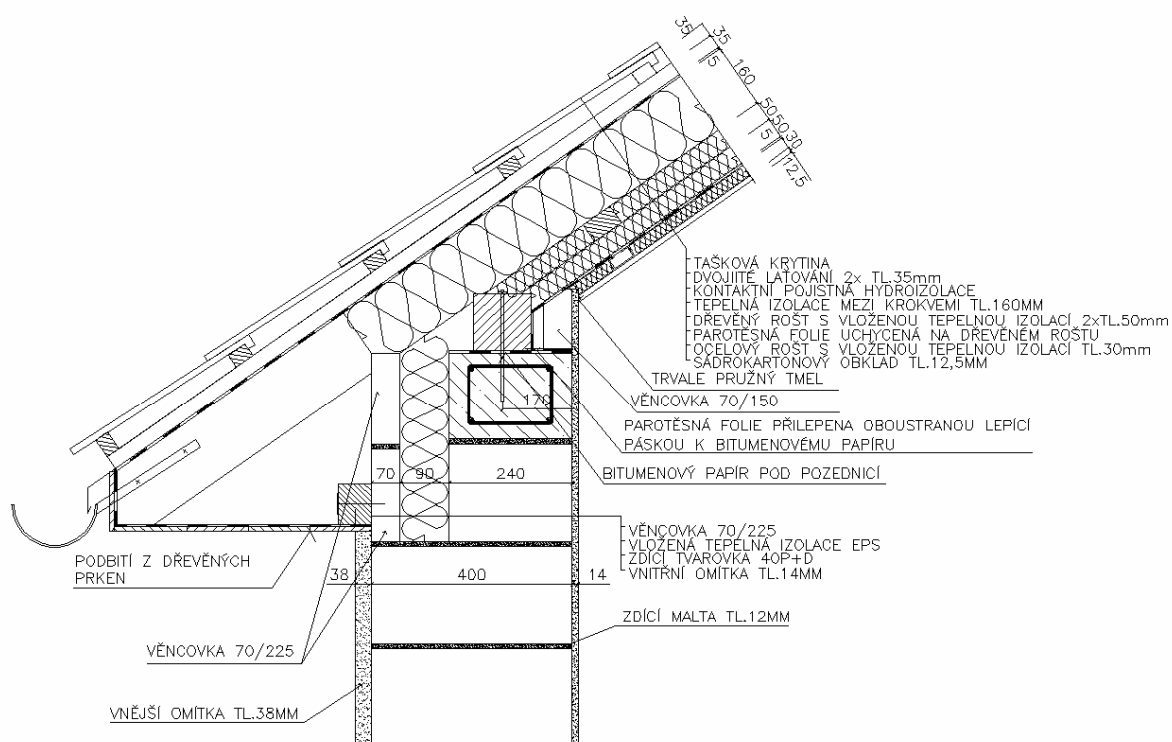 35
35
5
160
50
50
5
30
12,5
TAŠKOVÁ KRYTINA
DVOJIITÉ LAŤOVÁNÍ 2x TL.35mm
KONTAKTNÍ POJISTNÁ HYDROIZOLACE
TEPELNÁ IZOLACE MEZI KROKVEMI TL.160MM
DŘEVĚNÝ ROŠT S VLOŽENOU TEPELNOU IZOLACÍ 2xTL.50mm
PAROTĚSNÁ FOLIE UCHYCENÁ NA DŘEVĚNÉM ROŠTU
OCELOVÝ ROŠT S VLOŽENOU TEPELNOU IZOLACÍ TL.30mm
SÁDROKARTONOVÝ OBKLAD TL.12,5MM
TRVALE PRUŽNÝ TMEL
VĚNCOVKA 70/150
170
PAROTĚSNÁ FOLIE PŘILEPENA OBOUSTRANOU LEPÍCÍ
PÁSKOU K BITUMENOVÉMU PAPÍRU
BITUMENOVÝ PAPÍR POD POZEDNICÍ
70 90 240
VĚNCOVKA 70/225
VLOŽENÁ TEPELNÁ IZOLACE EPS
ZDÍCÍ TVAROVKA 40P+D
VNITŘNÍ OMÍTKA TL.14MM
PODBITÍ Z DŘEVĚNÝCH
PRKEN
38 400 14
ZDÍCÍ MALTA TL.12MM
VĚNCOVKA 70/225
VNĚJŠÍ OMÍTKA TL.38MM